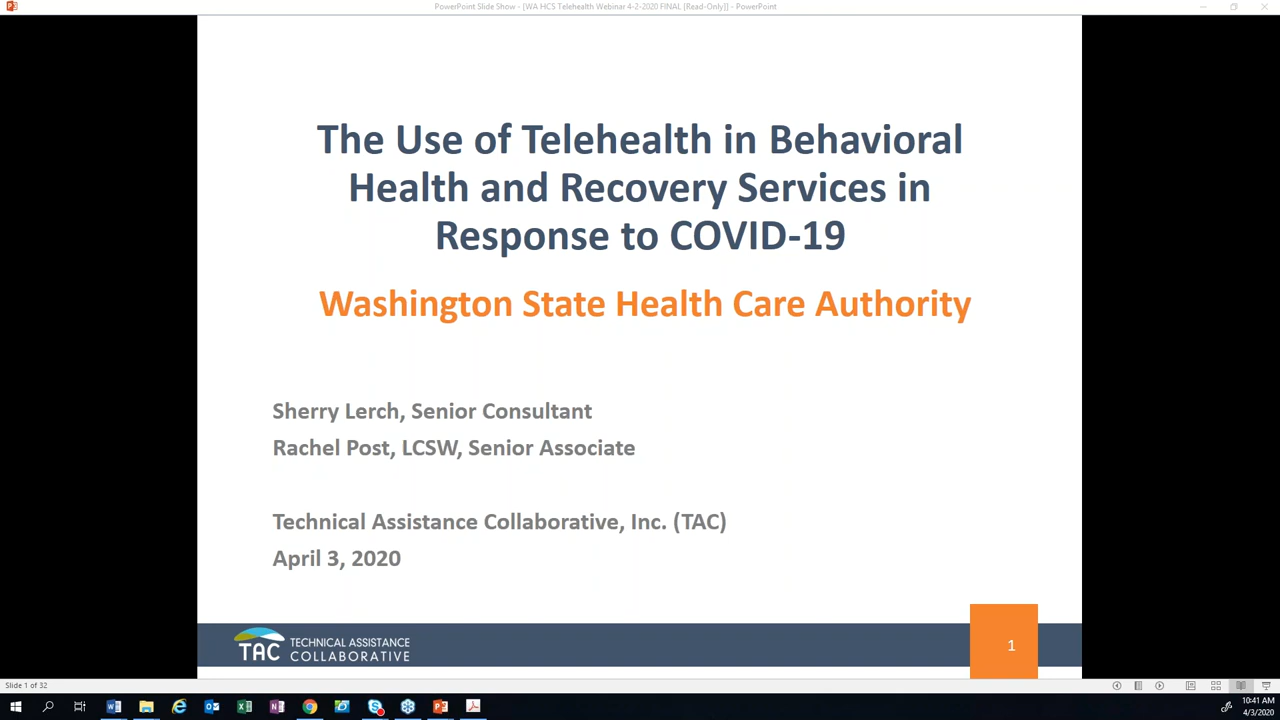 PowerPoint Slide Show - [WA HCS Telehealth Webinar 4-2-2020 FINAL [Read-Only]] - PowerPoint
The Use of Telehealth in Behavioral
Health and Recovery Services in
Response to COVID-19
Washington State Health Care Authority
Sherry Lerch, Senior Consultant
Rachel Post, LCSW, Senior Associate
Technical Assistance Collaborative, Inc. (TAC)
April 3, 2020
TAC TECHNICAL ASSISTANCE
COLLABORATIVE
1
Slide 1 of 32
10:41 AM
4/3/2020